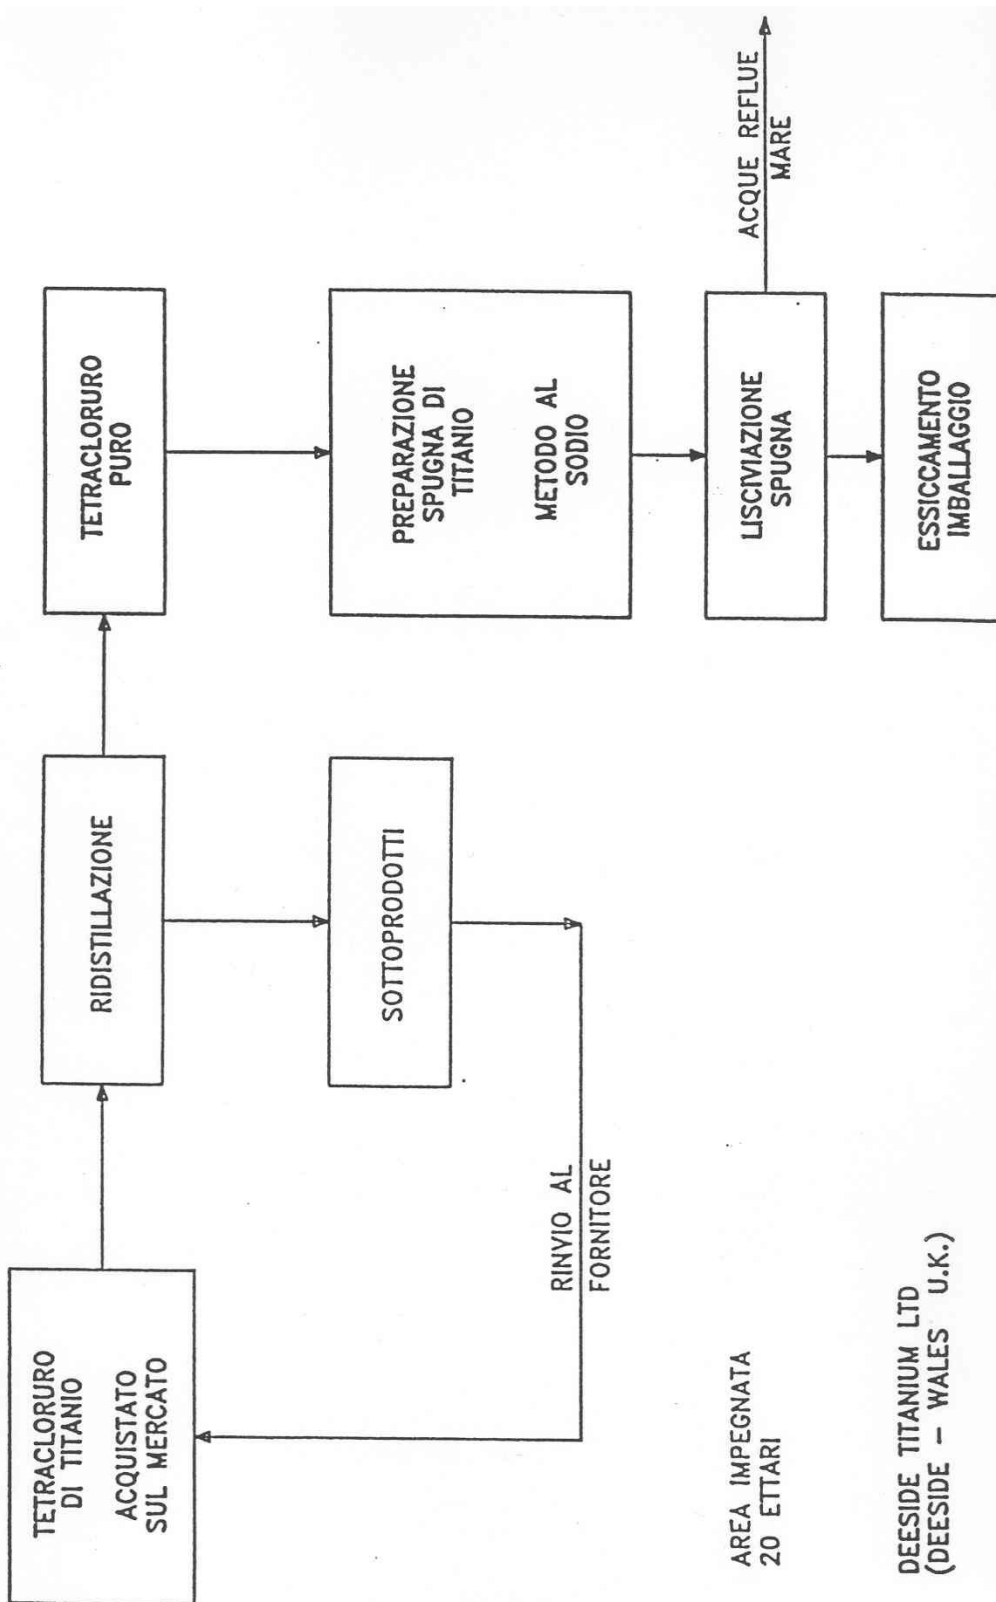 TETRACLORURO
DI TITANIO
ACQUISTATO
SUL MERCATO
RIDISTILLAZIONE
TETRACLORURO
PURO
SOTTOPRODOTTI
RINVIO AL
FORNITORE
PREPARAZIONE
SPUGNA DI
TITANIO
METODO AL
SODIO
LISCIVIAZIONE
SPUGNA
ACQUE REFLUE
MARE
ESSICCAMENTO
IMBALLAGGIO
AREA IMPEGNATA
20 ETTARI
DEESIDE TITANIUM LTD
(DEESIDE – WALES U.K.)